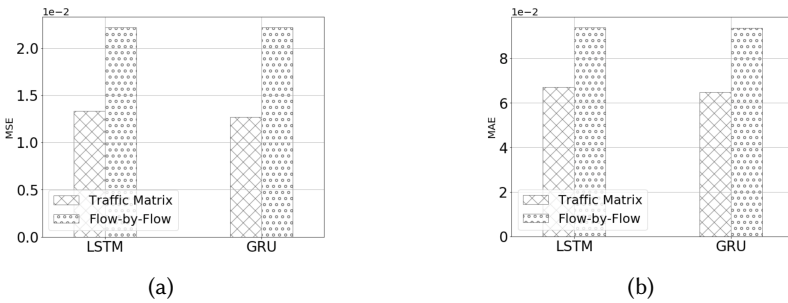 1e−2
2.0
1.5
1.0
0.5
0.0
MSE
Traffic Matrix
Flow-by-Flow
LSTM
GRU
(a)
1e−2
8
6
4
2
0
MAE
Traffic Matrix
Flow-by-Flow
LSTM
GRU
(b)